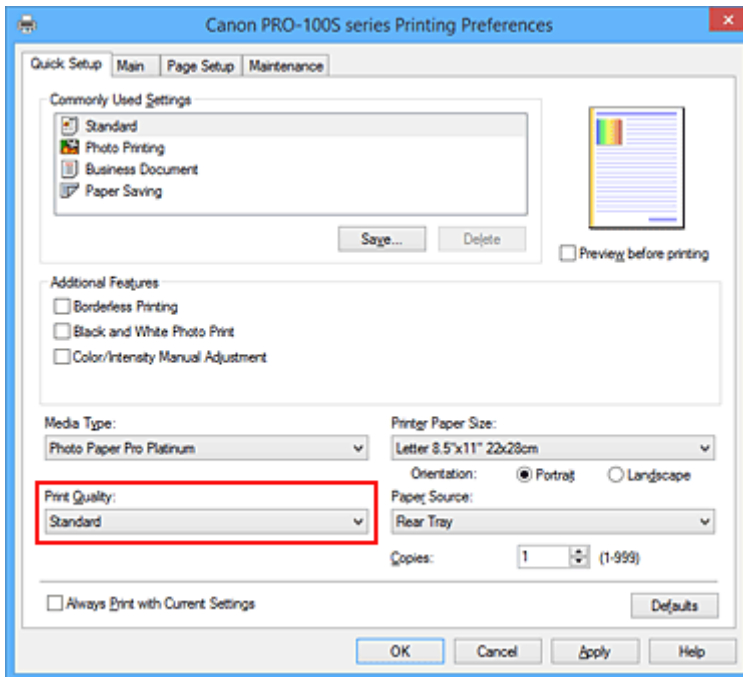 Canon PRO-100S series Printing Preferences
Quick Setup Main Page Setup Maintenance
Commonly Used Settings
Standard
Photo Printing
Business Document
Paper Saving
Save... Delete
Preview before printing
Additional Features
Borderless Printing
Black and White Photo Print
Color/Intensity Manual Adjustment
Media Type: Printer Paper Size:
Photo Paper Pro Platinum Letter 8.5"x11" 22x28cm
Orientation: Portrait Landscape
Print Quality: Paper Source:
Standard Rear Tray
Copies: 1 (1-999)
Always Print with Current Settings Defaults
OK Cancel Apply Help